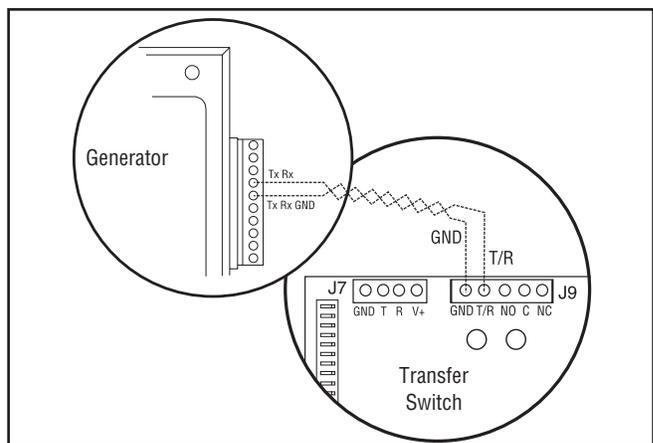 Generator
Tx Rx
Tx Rx GND
GND
T/R
J7
J9
GND T R V+
GND T/R NO C NC
Transfer
Switch